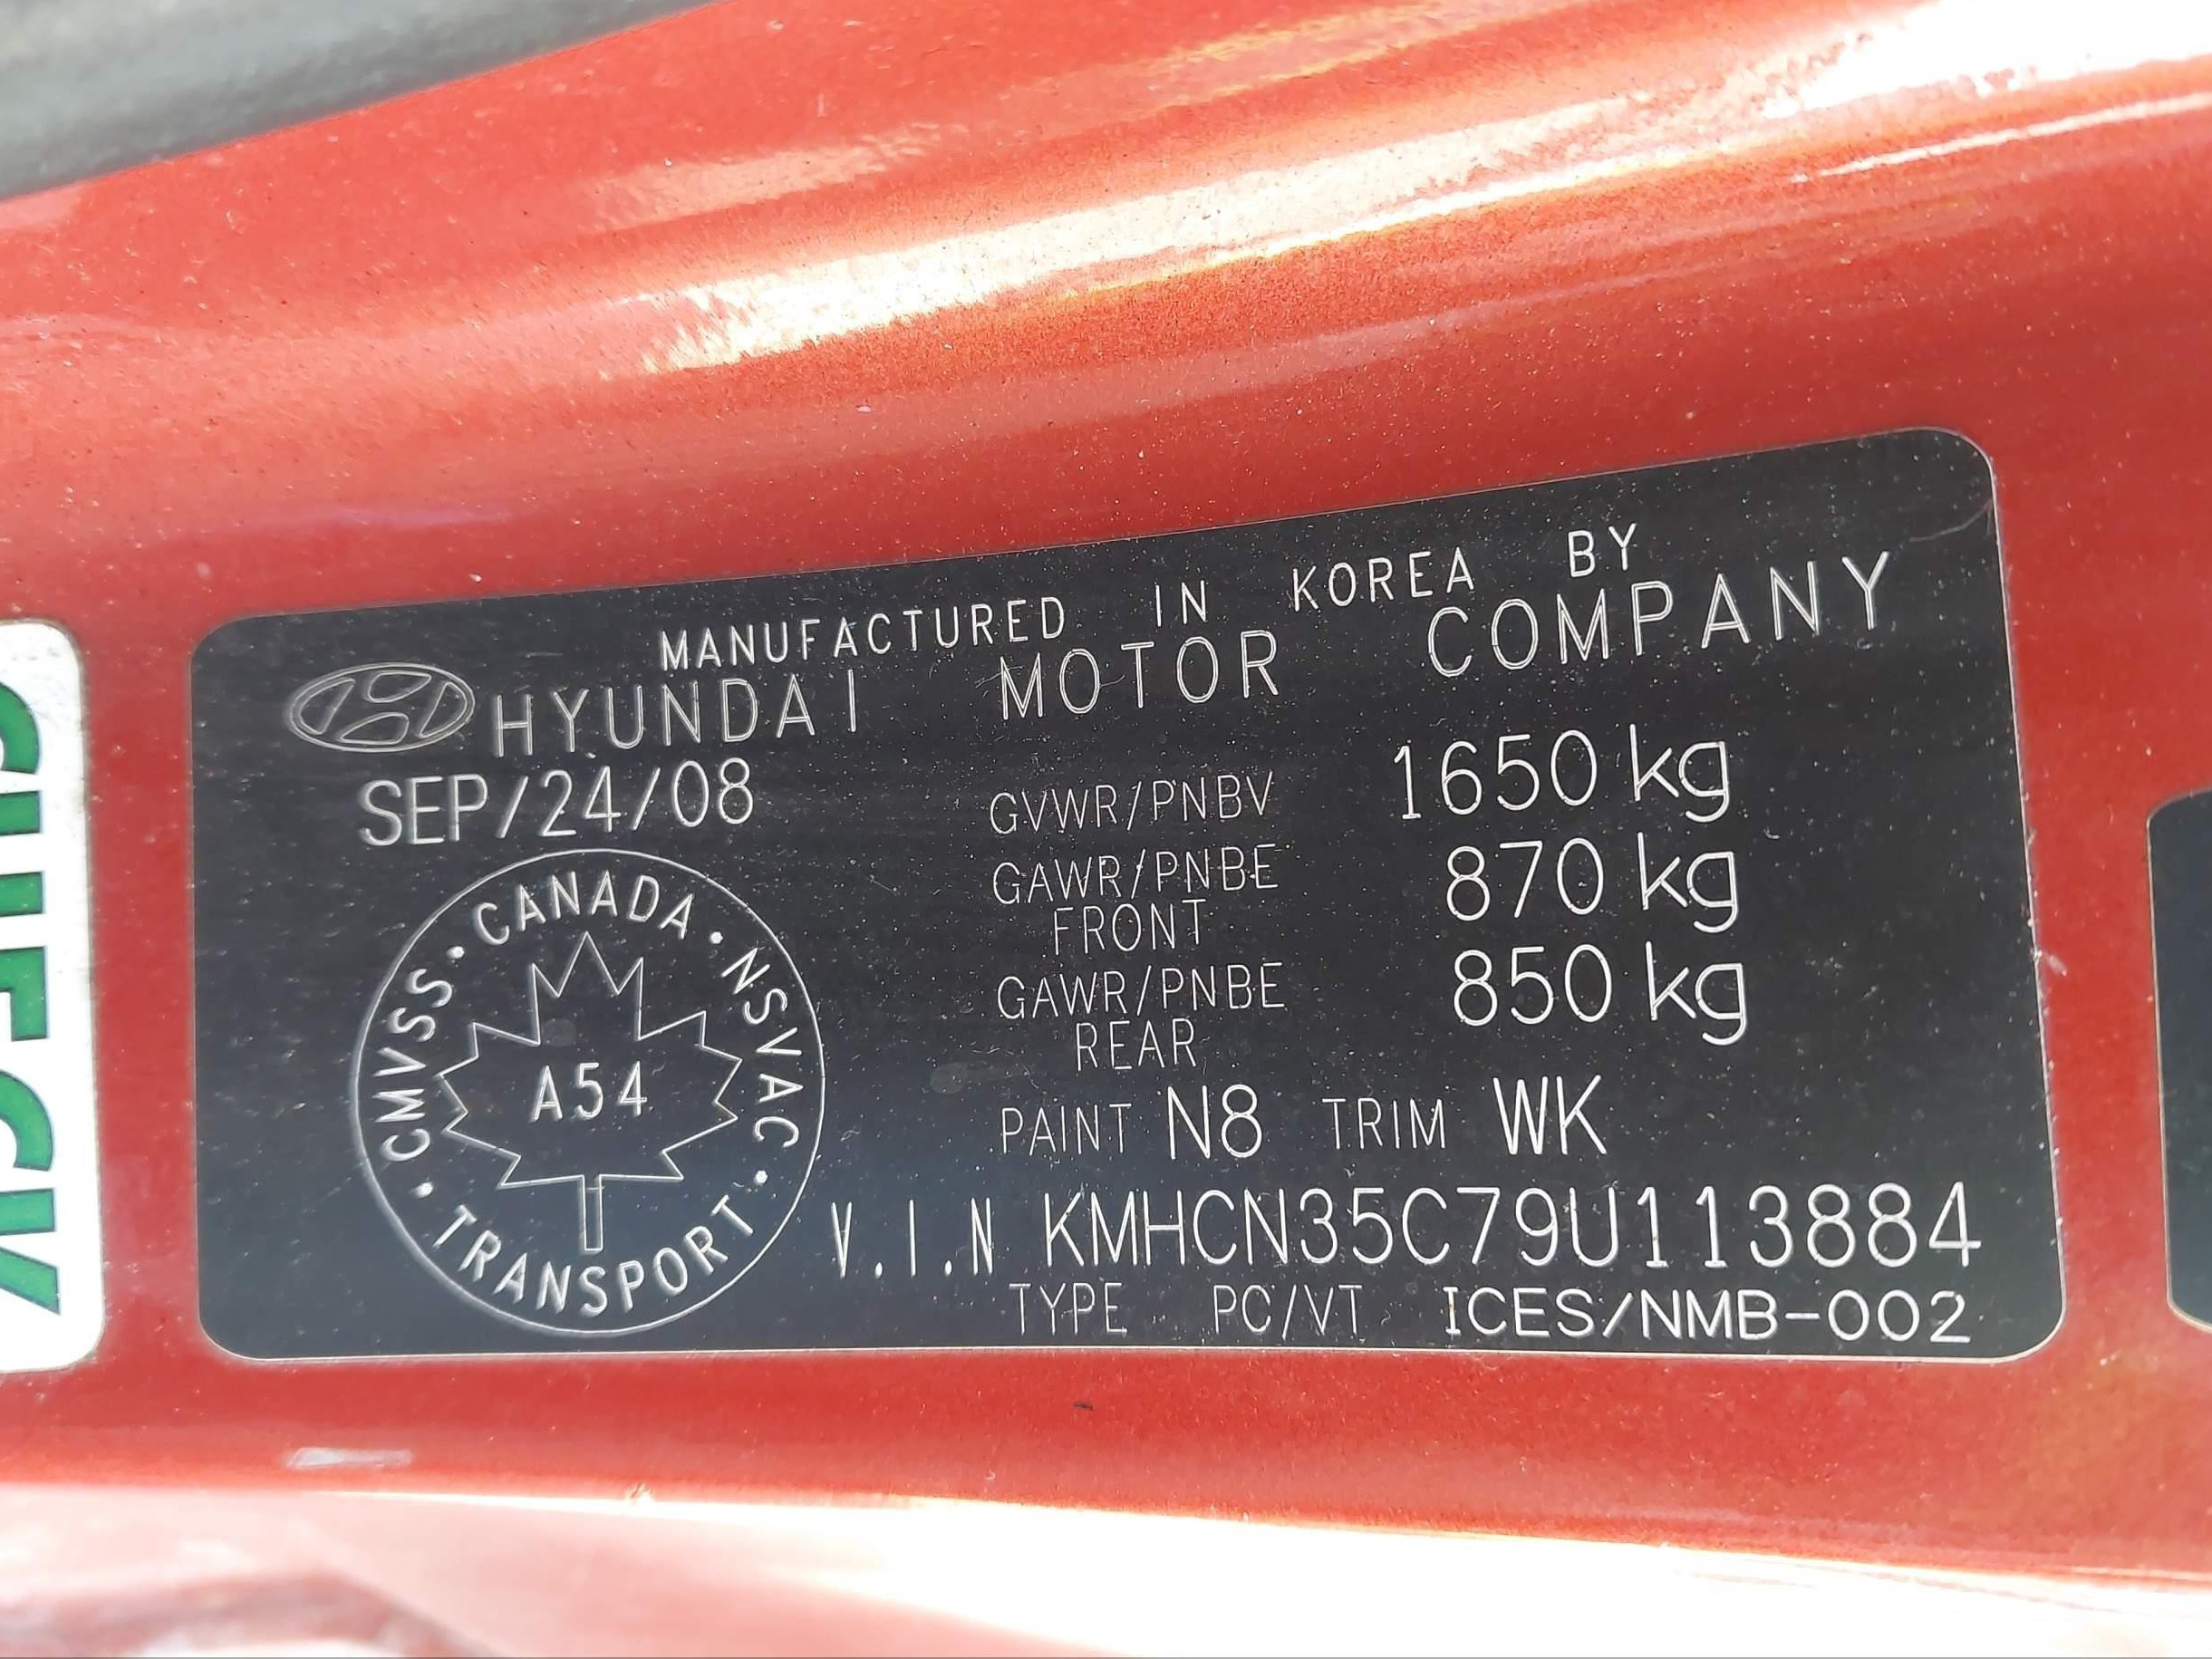 MANUFACTURED IN KOREA BY
HYUNDAI MOTOR COMPANY
SEP/24/08
GVWR/PNBV 1650 kg
GAWR/PNBE FRONT 870 kg
GAWR/PNBE REAR 850 kg
PAINT N8 TRIM WK
V.I.N KMHCN35C79U113884
TYPE PC/VT ICES/NMB-002
CMVSS · CANADA · NSVAC · TRANSPORT ·
A54